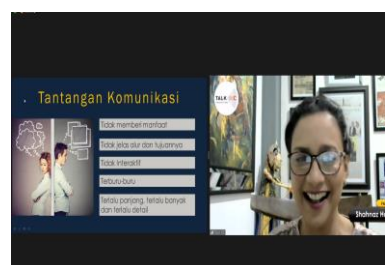 Tantangan Komunikasi
Tidak memberi manfaat
Tidak jelas alur dan tujuannya
Tidak Interaktif
Terburu-buru
Terlalu panjang, terlalu banyak
dan terlalu detail
TALK
Shahnaz